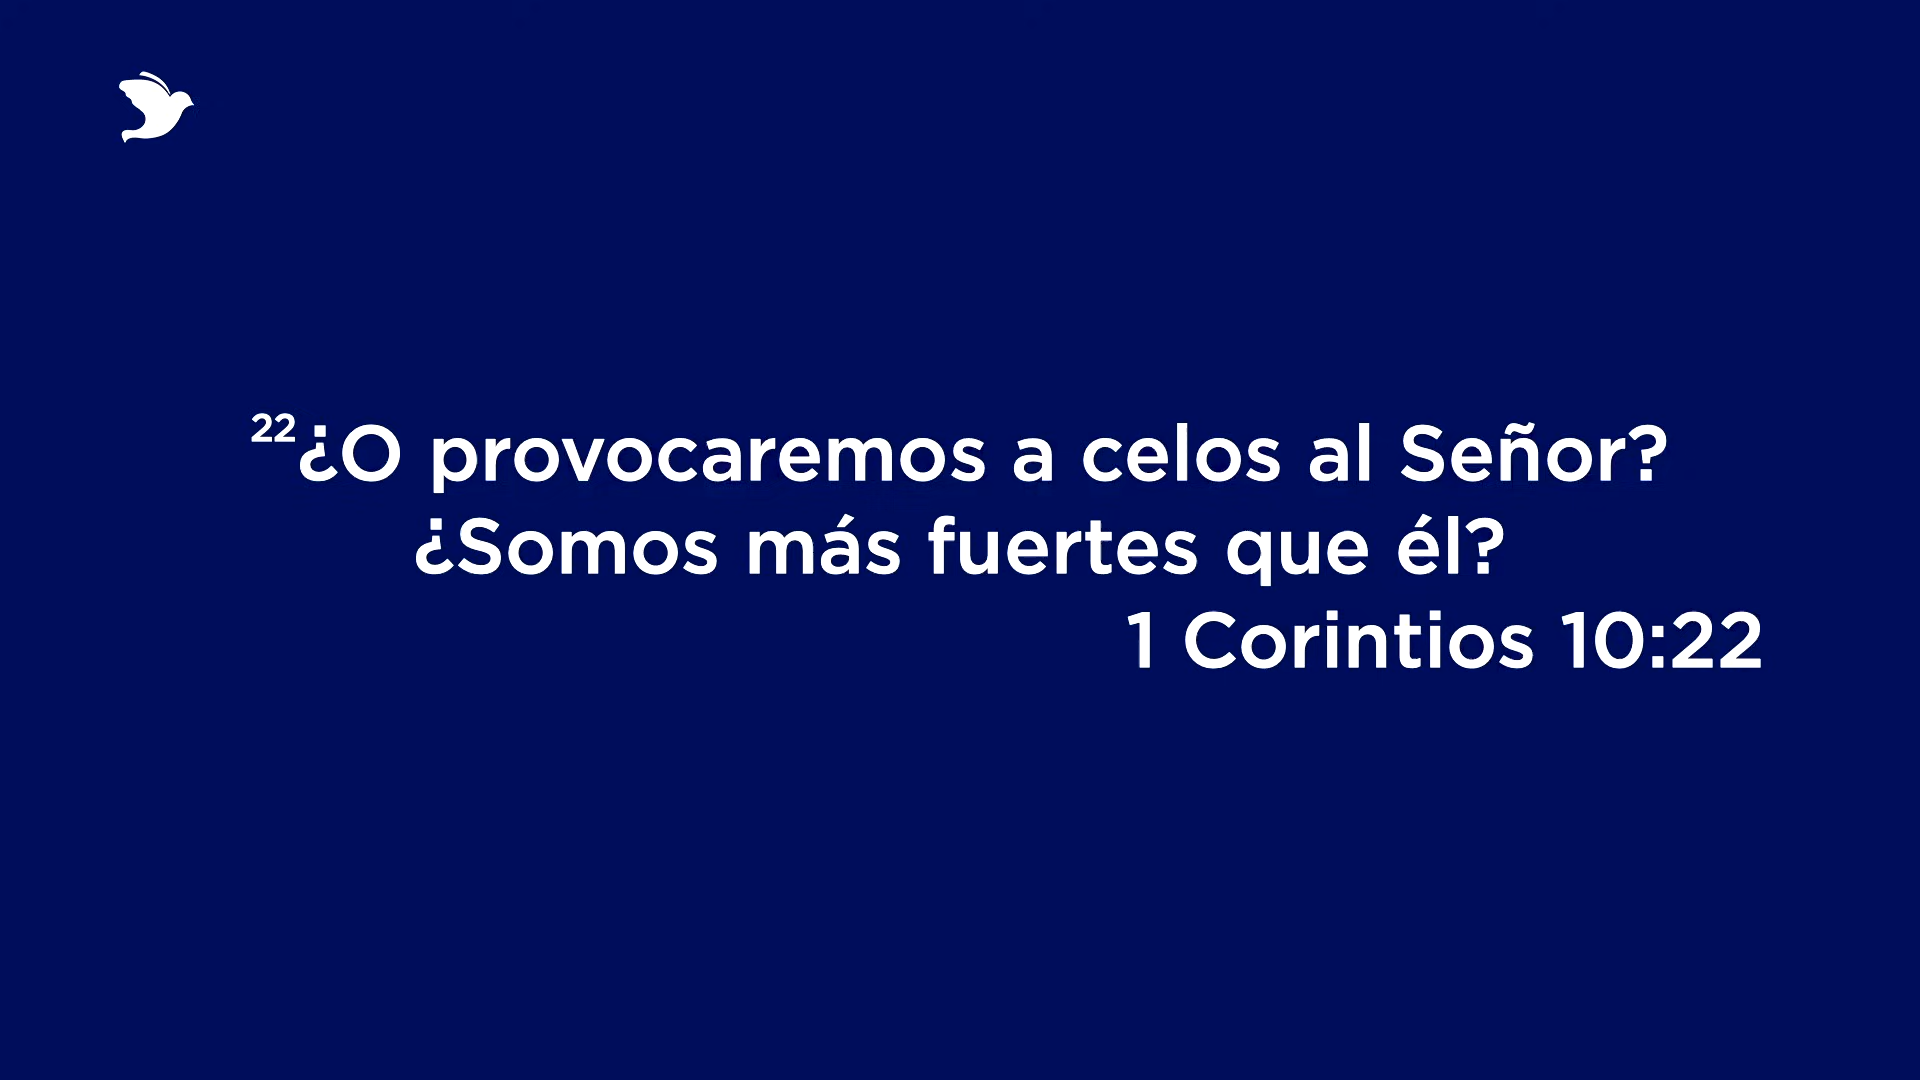 22¿O provocaremos a celos al Señor?
¿Somos más fuertes que él?
1 Corintios 10:22